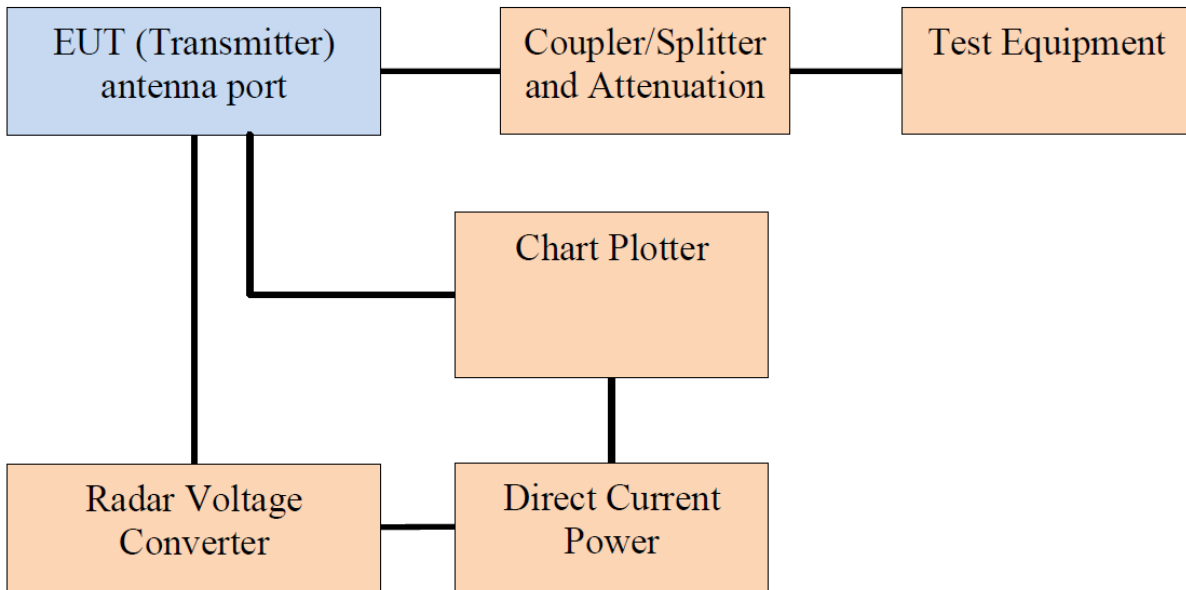 EUT (Transmitter)
antenna port
Coupler/Splitter
and Attenuation
Test Equipment
Chart Plotter
Radar Voltage
Converter
Direct Current
Power